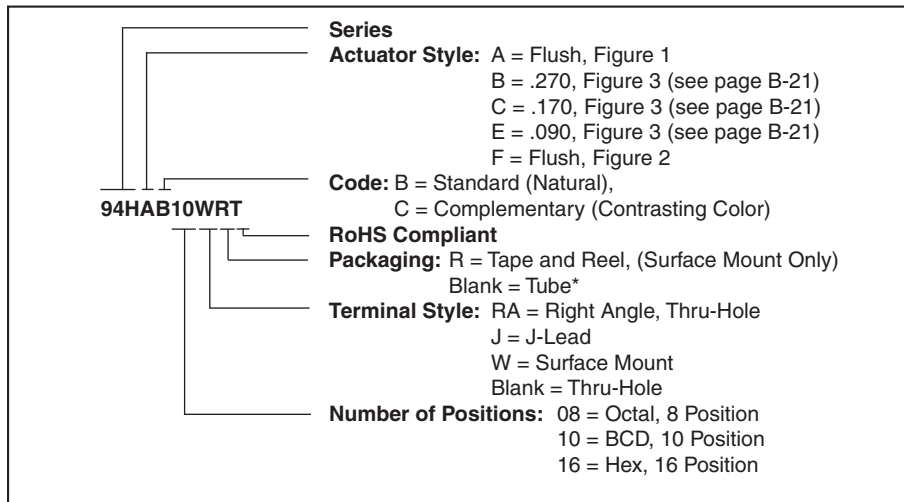 Series
Actuator Style: A = Flush, Figure 1
B = .270, Figure 3 (see page B-21)
C = .170, Figure 3 (see page B-21)
E = .090, Figure 3 (see page B-21)
F = Flush, Figure 2
Code: B = Standard (Natural),
C = Complementary (Contrasting Color)
94HAB10WRT
RoHS Compliant
Packaging: R = Tape and Reel, (Surface Mount Only)
Blank = Tube*
Terminal Style: RA = Right Angle, Thru-Hole
J = J-Lead
W = Surface Mount
Blank = Thru-Hole
Number of Positions: 08 = Octal, 8 Position
10 = BCD, 10 Position
16 = Hex, 16 Position